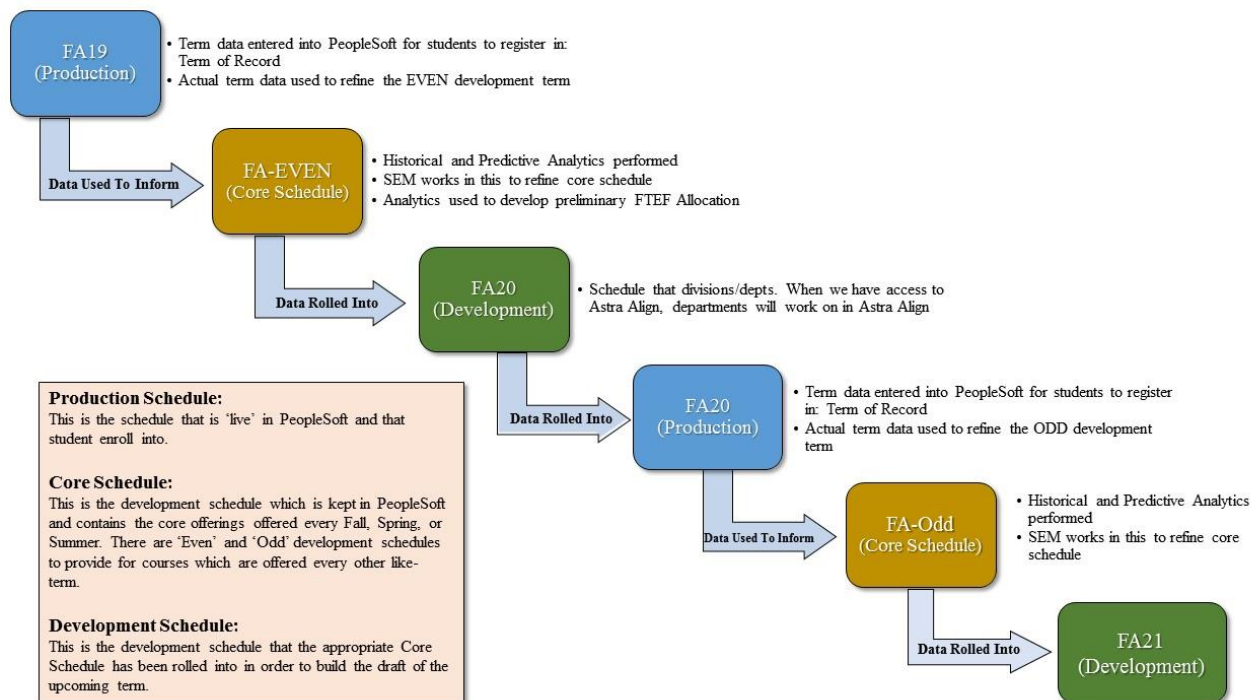 FA19
(Production)
• Term data entered into PeopleSoft for students to register in:
Term of Record
• Actual term data used to refine the EVEN development term
Data Used To Inform
FA-EVEN
(Core Schedule)
• Historical and Predictive Analytics performed
• SEM works in this to refine core schedule
• Analytics used to develop preliminary FTEF Allocation
Data Rolled Into
FA20
(Development)
• Schedule that divisions/depts. When we have access to
Astra Align, departments will work on in Astra Align
Data Rolled Into
FA20
(Production)
• Term data entered into PeopleSoft for students to register
in: Term of Record
• Actual term data used to refine the ODD development
term
Data Used To Inform
FA-Odd
(Core Schedule)
• Historical and Predictive Analytics
performed
• SEM works in this to refine core
schedule
Data Rolled Into
FA21
(Development)
Production Schedule:
This is the schedule that is ‘live’ in PeopleSoft and that
student enroll into.
Core Schedule:
This is the development schedule which is kept in PeopleSoft
and contains the core offerings offered every Fall, Spring, or
Summer. There are ‘Even’ and ‘Odd’ development schedules
to provide for courses which are offered every other like-
term.
Development Schedule:
This is the development schedule that the appropriate Core
Schedule has been rolled into in order to build the draft of the
upcoming term.